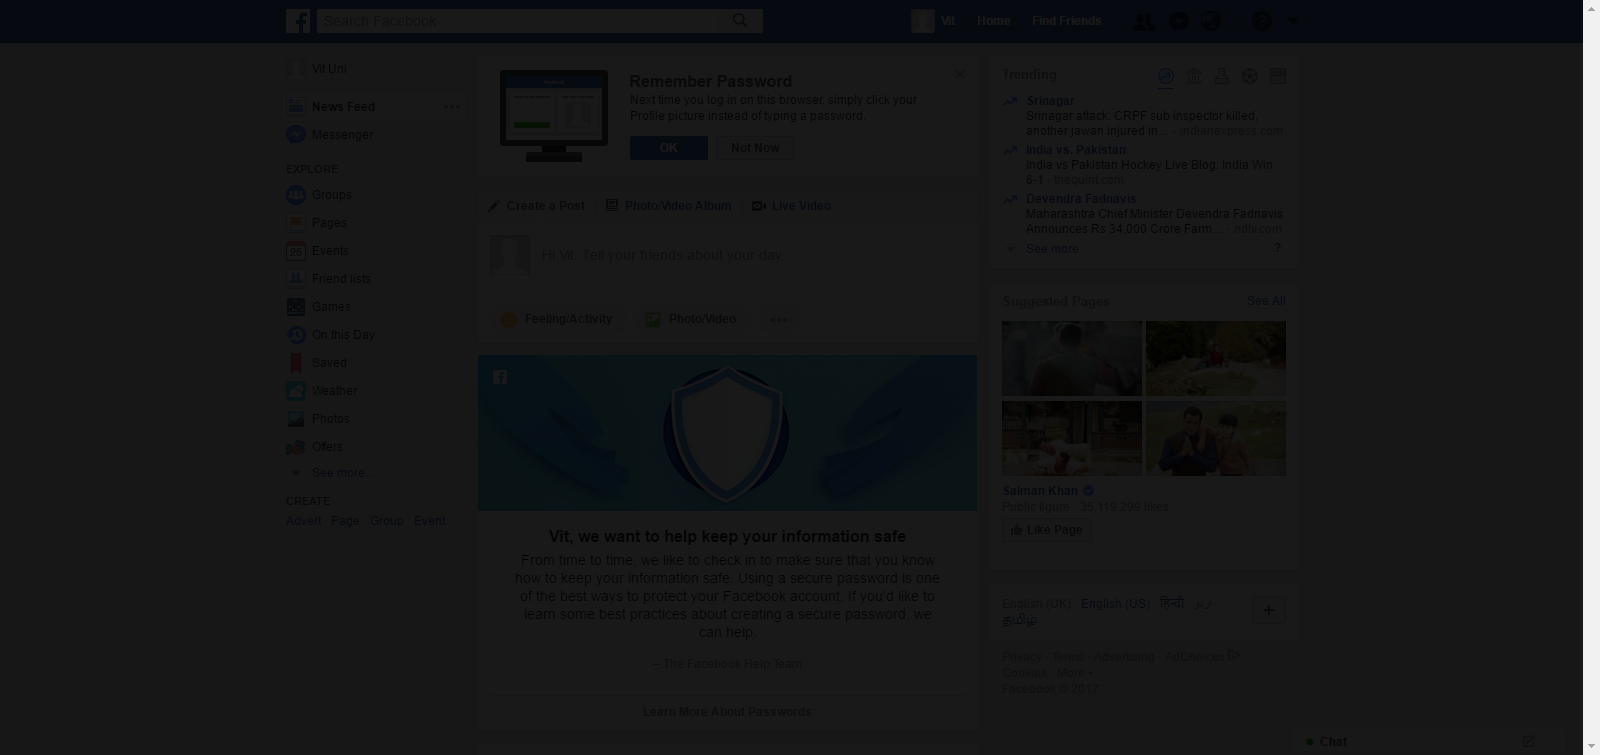 Search Facebook
Vit Home Find Friends
Vit Uni
News Feed
Messenger
EXPLORE
Groups
Pages
Events
Friend lists
Games
On this Day
Saved
Weather
Photos
Offers
See more...
CREATE
Advert Page Group Event
Remember Password
Next time you log in on this browser, simply click your
Profile picture instead of typing a password.
OK Not Now
Create a Post Photo/Video Album Live Video
Hi Vit. Tell your friends about your day.
Feeling/Activity Photo/Video
Vit, we want to help keep your information safe
From time to time, we like to check in to make sure that you know
how to keep your information safe. Using a secure password is one
of the best ways to protect your Facebook account. If you'd like to
learn some best practices about creating a secure password, we
can help.
– The Facebook Help Team
Learn More About Passwords
Trending
Srinagar
Srinagar attack: CRPF sub inspector killed,
another jawan injured in... - indianexpress.com
India vs. Pakistan
India vs Pakistan Hockey Live Blog: India Win
6-1 - thequint.com
Devendra Fadnavis
Maharashtra Chief Minister Devendra Fadnavis
Announces Rs 34,000 Crore Farm... - ndtv.com
See more ?
Suggested Pages See All
Salman Khan
Public figure · 35,119,299 likes
Like Page
English (UK) · English (US) · हिन्दी · اردو ·
தமிழ்
Privacy · Terms · Advertising · AdChoices
Cookies · More
Facebook © 2017
Chat